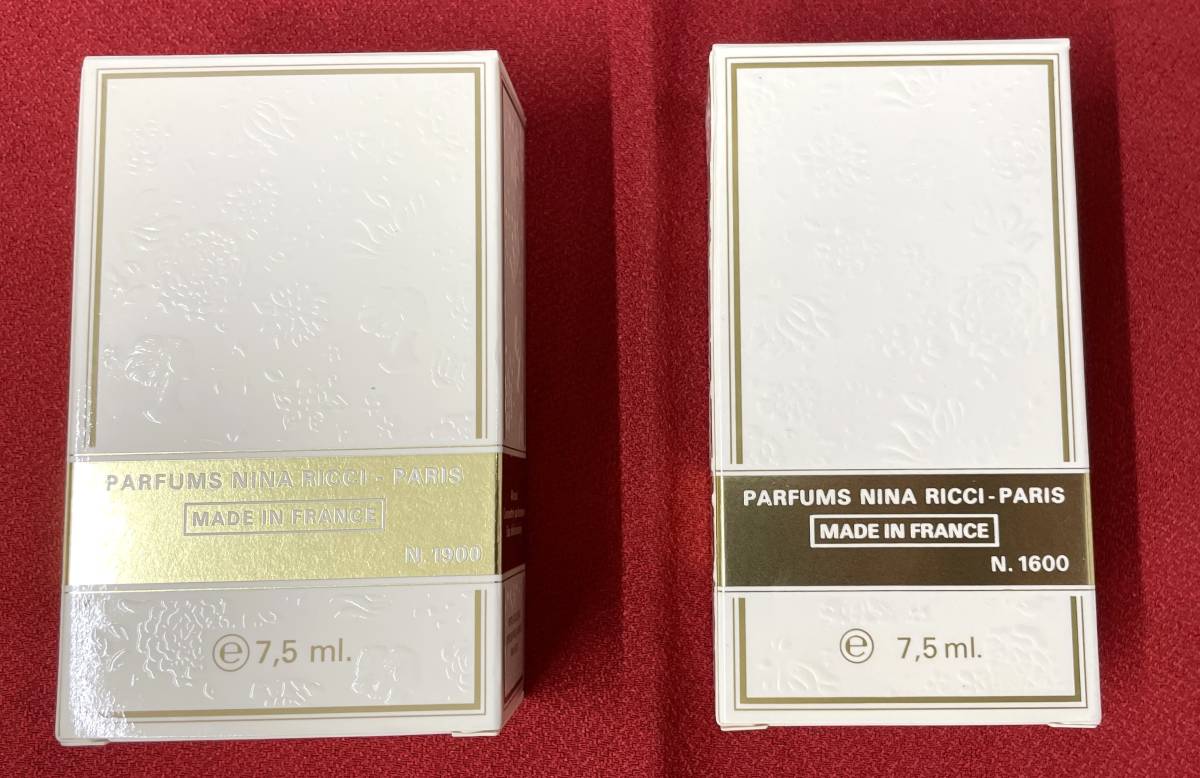 PARFUMS NINA RICCI - PARIS
MADE IN FRANCE
N. 1900
e 7,5 ml.
PARFUMS NINA RICCI-PARIS
MADE IN FRANCE
N. 1600
e 7,5 ml.